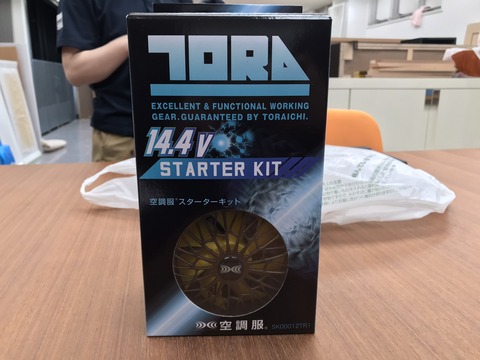 TORA
EXCELLENT & FUNCTIONAL WORKING
GEAR.GUARANTEED BY TORAICHI.
14.4V
STARTER KIT
空調服®スターターキット
空調服®